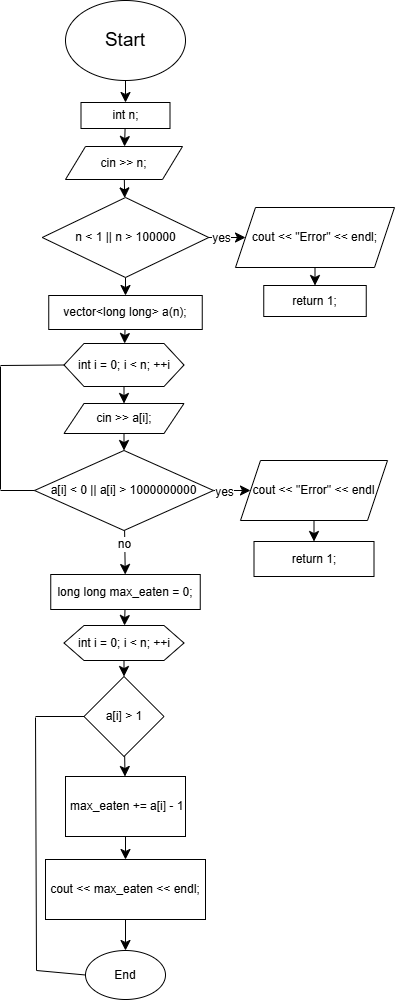 Start
int n;
cin >> n;
n < 1 || n > 100000
yes
cout << "Error" << endl;
return 1;
vector<long long> a(n);
int i = 0; i < n; ++i
cin >> a[i];
a[i] < 0 || a[i] > 1000000000
yes
cout << "Error" << endl
return 1;
no
long long max_eaten = 0;
int i = 0; i < n; ++i
a[i] > 1
max_eaten += a[i] - 1
cout << max_eaten << endl;
End